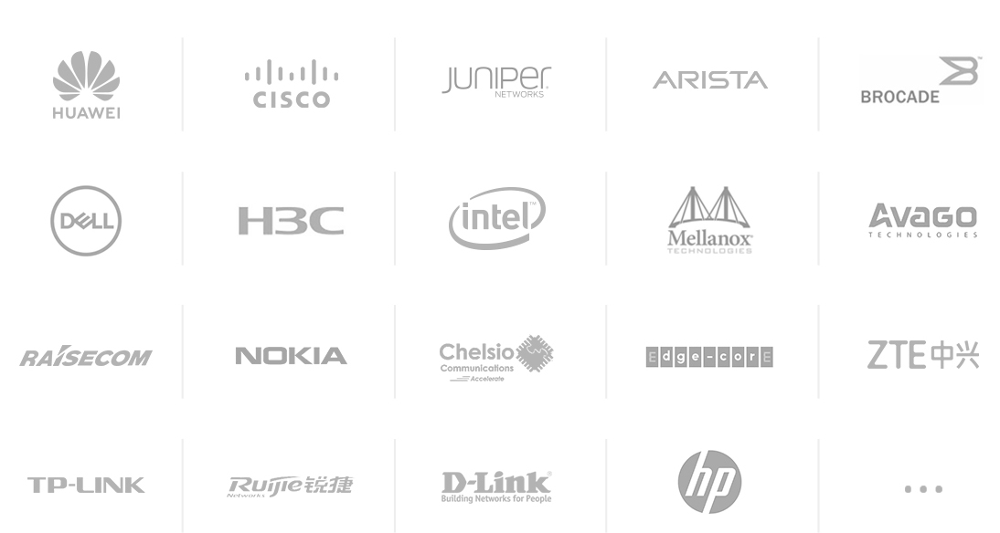 HUAWEI
CISCO
JUNIPEr
NETWORKS
ARISTA
BROCADE
DELL
H3C
intel
Mellanox
TECHNOLOGIES
AVAGO
TECHNOLOGIES
RAISECOM
NOKIA
Chelsio
Communications
Accelerate
Edge-corE
ZTE中兴
TP-LINK
Ruijie锐捷
Networks
D-Link
Building Networks for People
hp
...